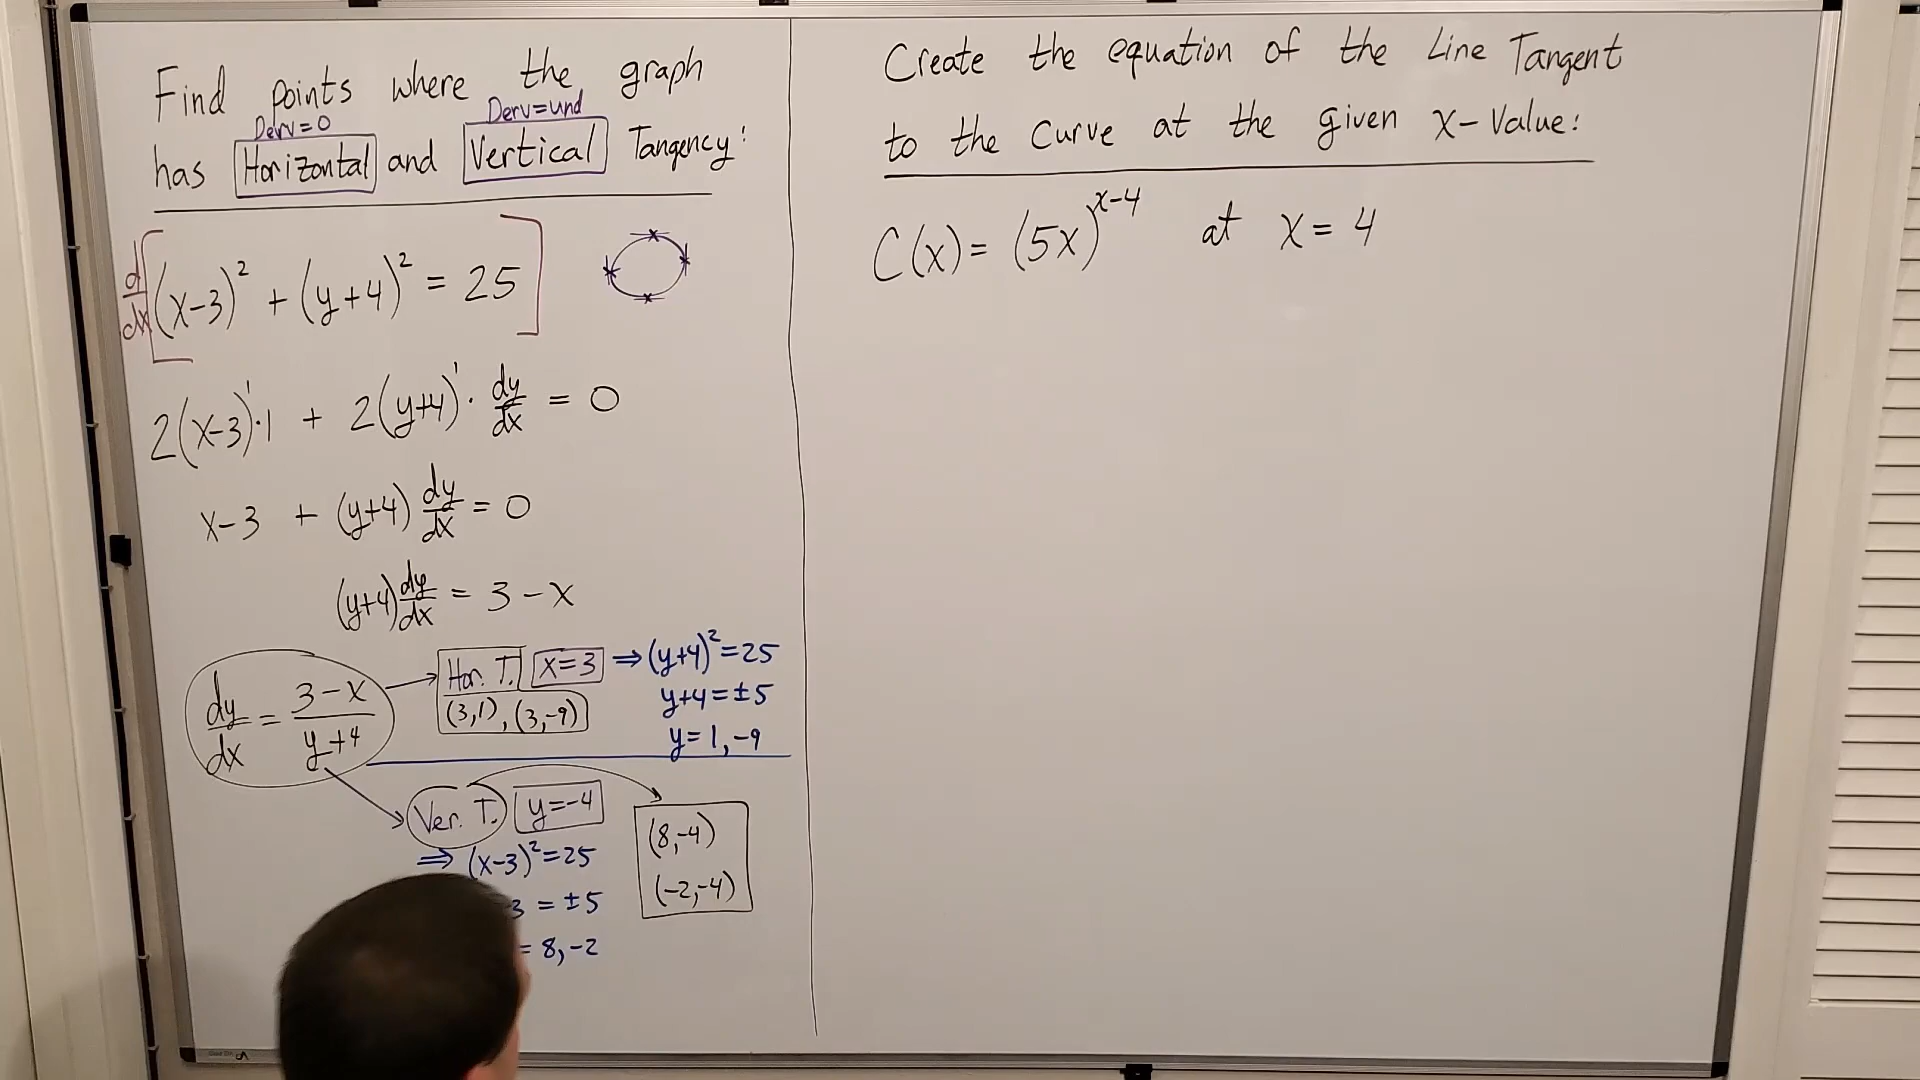 Find points where the graph
Derv=0 Derv=und
has Horizontal and Vertical Tangency:
d/dx[(x-3)² + (y+4)² = 25]
2(x-3)¹·1 + 2(y+4)¹· dy/dx = 0
x-3 + (y+4) dy/dx = 0
(y+4) dy/dx = 3-x
dy/dx = 3-x/y+4
Hor. T. x=3 ⇒ (y+4)²=25
(3,1), (3,-9)
y+4=±5
y=1,-9
Ver. T. y=-4
⇒ (x-3)²=25
3 = ±5
= 8,-2
(8,-4)
(-2,-4)
Create the equation of the Line Tangent
to the Curve at the given x-Value:
C(x)= (5x)^(x-4) at x= 4